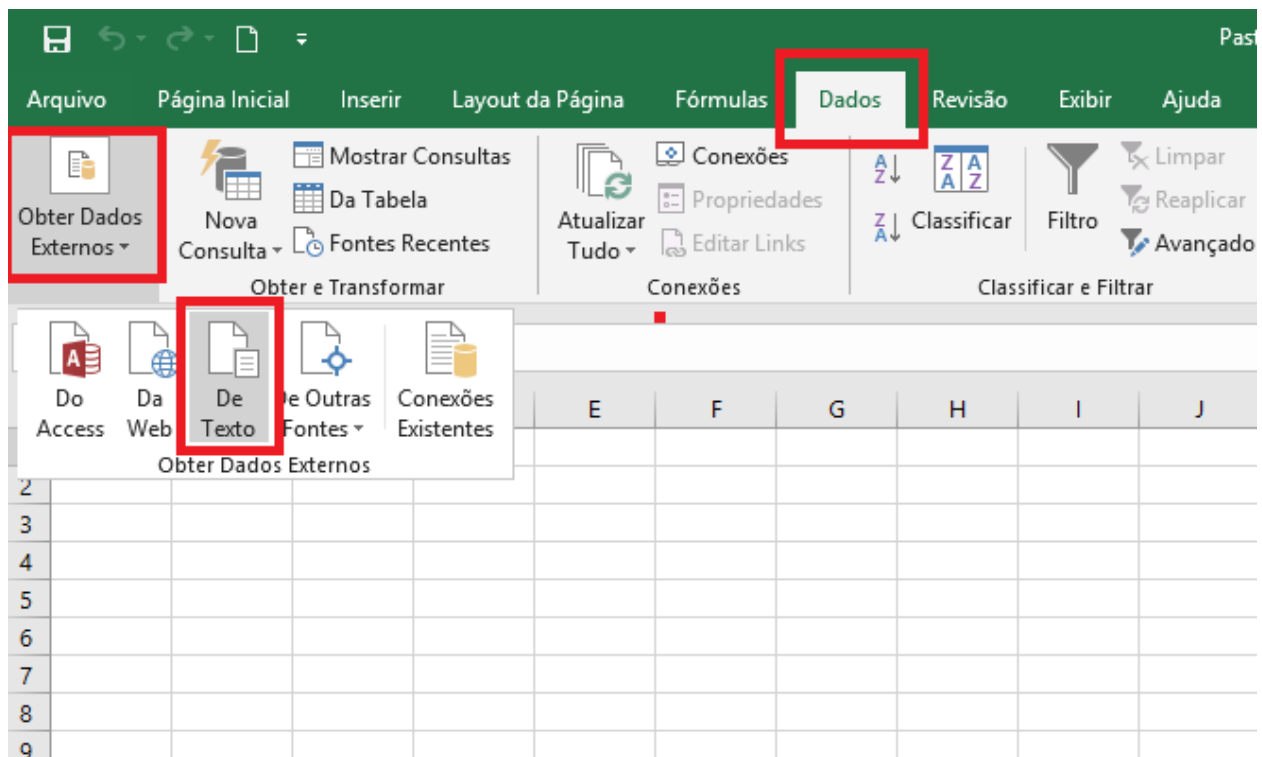 Past
Arquivo Página Inicial Inserir Layout da Página Fórmulas Dados Revisão Exibir Ajuda
Obter Dados Externos
Nova Consulta
Mostrar Consultas
Da Tabela
Fontes Recentes
Obter e Transformar
Atualizar Tudo
Conexões
Propriedades
Editar Links
Conexões
A Z
Z A
Z A A Z
Classificar
Filtro
Limpar
Reaplicar
Avançado
Classificar e Filtrar
A
Do Access
Da Web
De Texto
De Outras Fontes
Conexões Existentes
Obter Dados Externos
E F G H I J
2
3
4
5
6
7
8
9